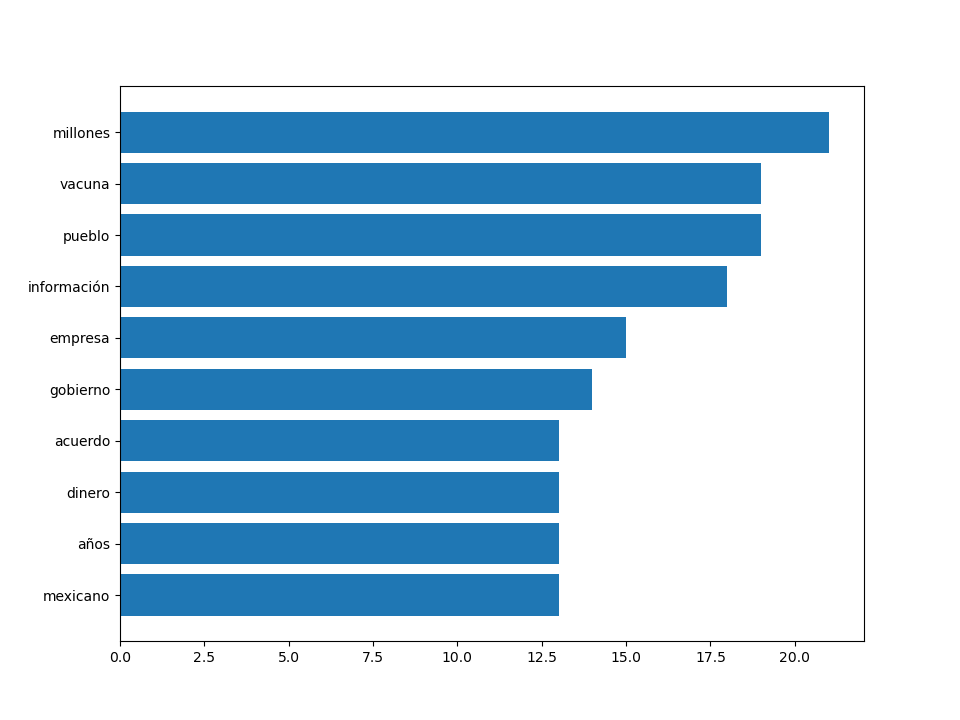 millones
vacuna
pueblo
información
empresa
gobierno
acuerdo
dinero
años
mexicano
0.0 2.5 5.0 7.5 10.0 12.5 15.0 17.5 20.0